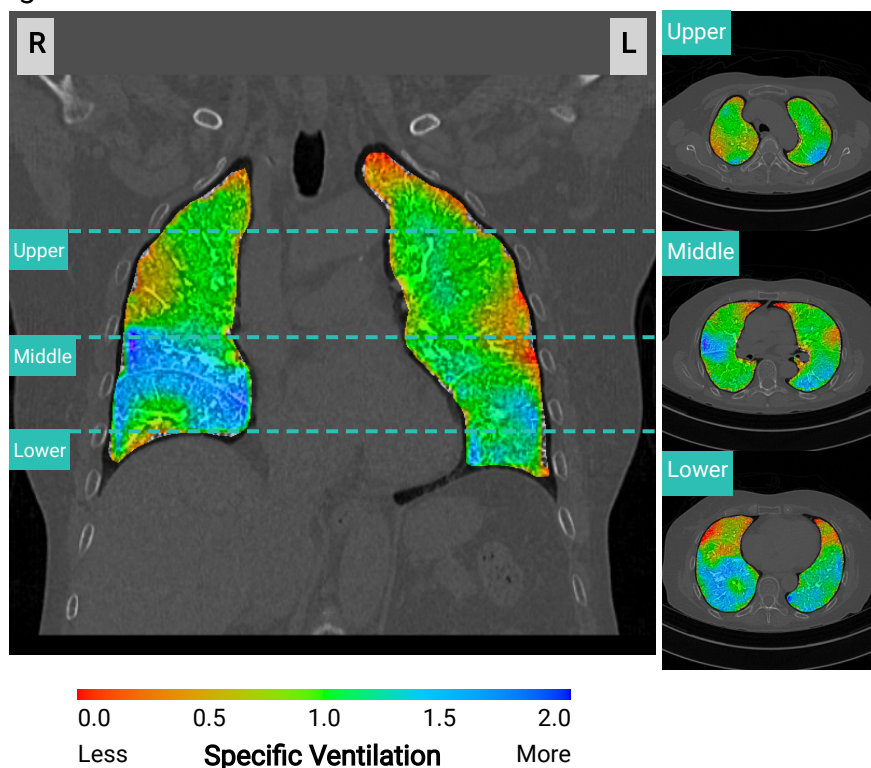 R
L
Upper
Middle
Lower
Upper
Middle
Lower
0.0 0.5 1.0 1.5 2.0
Less Specific Ventilation More